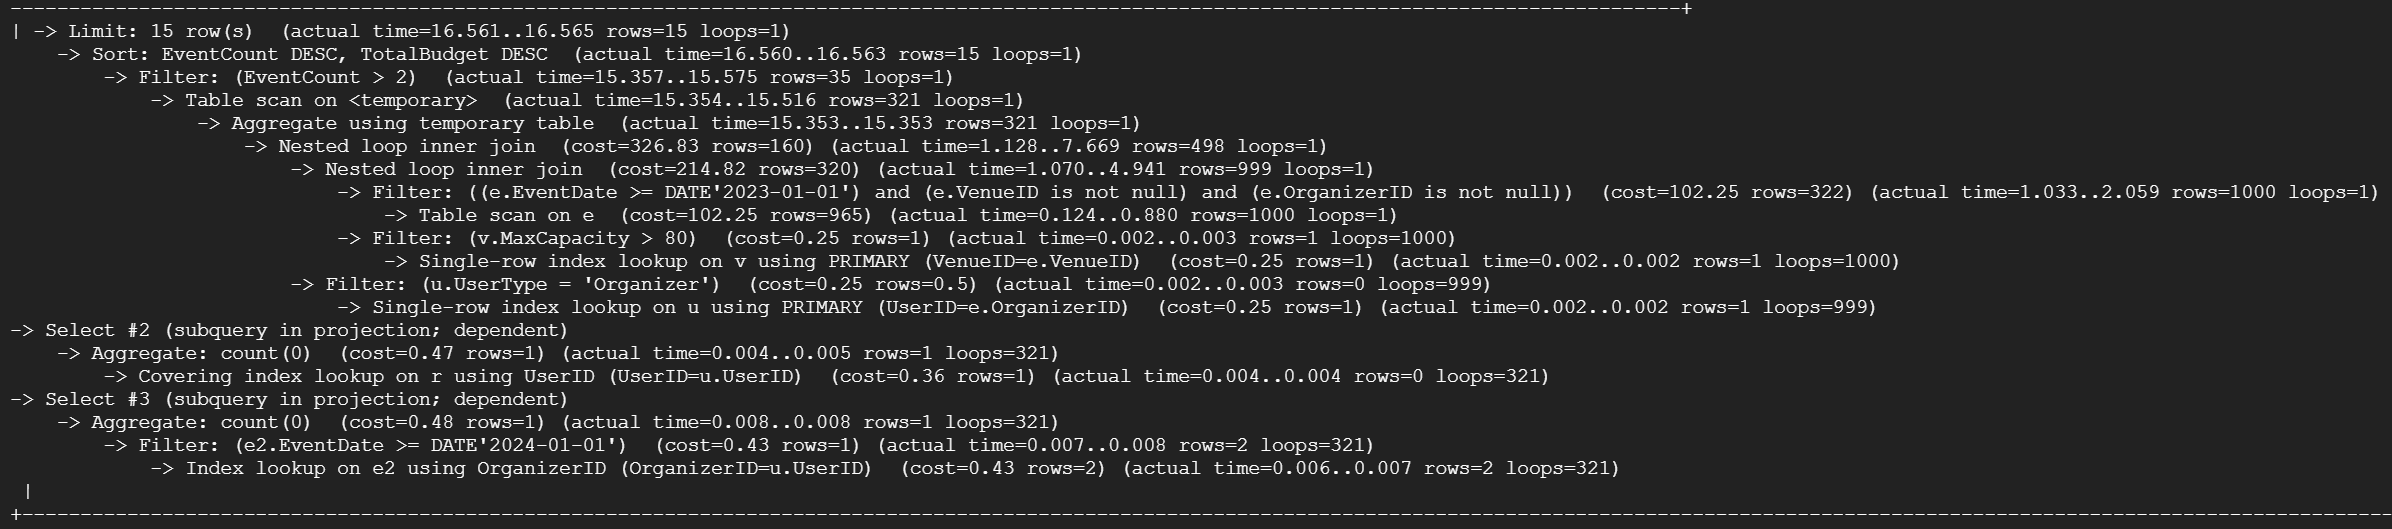 | -> Limit: 15 row(s)  (actual time=16.561..16.565 rows=15 loops=1)
    -> Sort: EventCount DESC, TotalBudget DESC  (actual time=16.560..16.563 rows=15 loops=1)
        -> Filter: (EventCount > 2)  (actual time=15.357..15.575 rows=35 loops=1)
            -> Table scan on <temporary>  (actual time=15.354..15.516 rows=321 loops=1)
                -> Aggregate using temporary table  (actual time=15.353..15.353 rows=321 loops=1)
                    -> Nested loop inner join  (cost=326.83 rows=160) (actual time=1.128..7.669 rows=498 loops=1)
                        -> Nested loop inner join  (cost=214.82 rows=320) (actual time=1.070..4.941 rows=999 loops=1)
                            -> Filter: ((e.EventDate >= DATE'2023-01-01') and (e.VenueID is not null) and (e.OrganizerID is not null))  (cost=102.25 rows=322) (actual time=1.033..2.059 rows=1000 loops=1)
                                -> Table scan on e  (cost=102.25 rows=965) (actual time=0.124..0.880 rows=1000 loops=1)
                            -> Filter: (v.MaxCapacity > 80)  (cost=0.25 rows=1) (actual time=0.002..0.003 rows=1 loops=1000)
                                -> Single-row index lookup on v using PRIMARY (VenueID=e.VenueID)  (cost=0.25 rows=1) (actual time=0.002..0.002 rows=1 loops=1000)
                        -> Filter: (u.UserType = 'Organizer')  (cost=0.25 rows=0.5) (actual time=0.002..0.003 rows=0 loops=999)
                            -> Single-row index lookup on u using PRIMARY (UserID=e.OrganizerID)  (cost=0.25 rows=1) (actual time=0.002..0.002 rows=1 loops=999)
-> Select #2 (subquery in projection; dependent)
    -> Aggregate: count(0)  (cost=0.47 rows=1) (actual time=0.004..0.005 rows=1 loops=321)
        -> Covering index lookup on r using UserID (UserID=u.UserID)  (cost=0.36 rows=1) (actual time=0.004..0.004 rows=0 loops=321)
-> Select #3 (subquery in projection; dependent)
    -> Aggregate: count(0)  (cost=0.48 rows=1) (actual time=0.008..0.008 rows=1 loops=321)
        -> Filter: (e2.EventDate >= DATE'2024-01-01')  (cost=0.43 rows=1) (actual time=0.007..0.008 rows=2 loops=321)
            -> Index lookup on e2 using OrganizerID (OrganizerID=u.UserID)  (cost=0.43 rows=2) (actual time=0.006..0.007 rows=2 loops=321)
 |